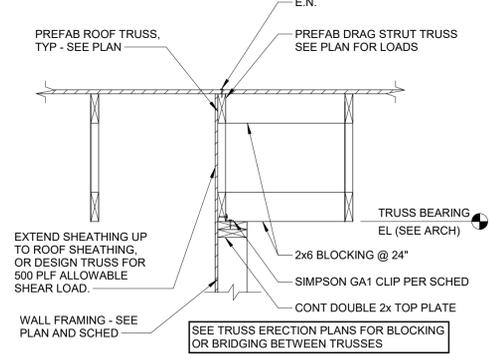 E.N.
PREFAB ROOF TRUSS,
TYP - SEE PLAN
PREFAB DRAG STRUT TRUSS
SEE PLAN FOR LOADS
TRUSS BEARING
EL (SEE ARCH)
EXTEND SHEATHING UP
TO ROOF SHEATHING,
OR DESIGN TRUSS FOR
500 PLF ALLOWABLE
SHEAR LOAD.
2x6 BLOCKING @ 24"
SIMPSON GA1 CLIP PER SCHED
CONT DOUBLE 2x TOP PLATE
WALL FRAMING - SEE
PLAN AND SCHED
SEE TRUSS ERECTION PLANS FOR BLOCKING
OR BRIDGING BETWEEN TRUSSES